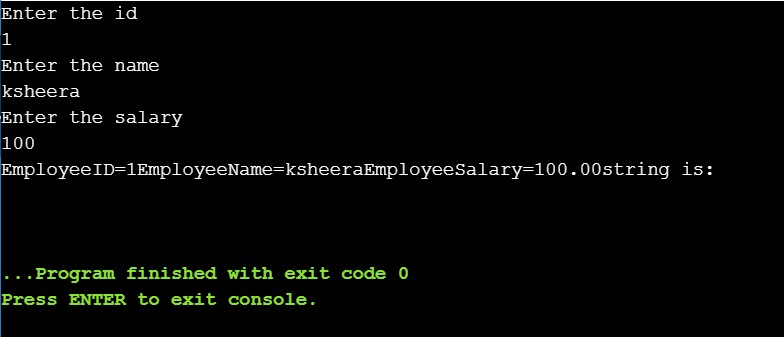 Enter the id
1
Enter the name
ksheera
Enter the salary
100
EmployeeID=1EmployeeName=ksheeraEmployeeSalary=100.00string is:
...Program finished with exit code 0
Press ENTER to exit console.